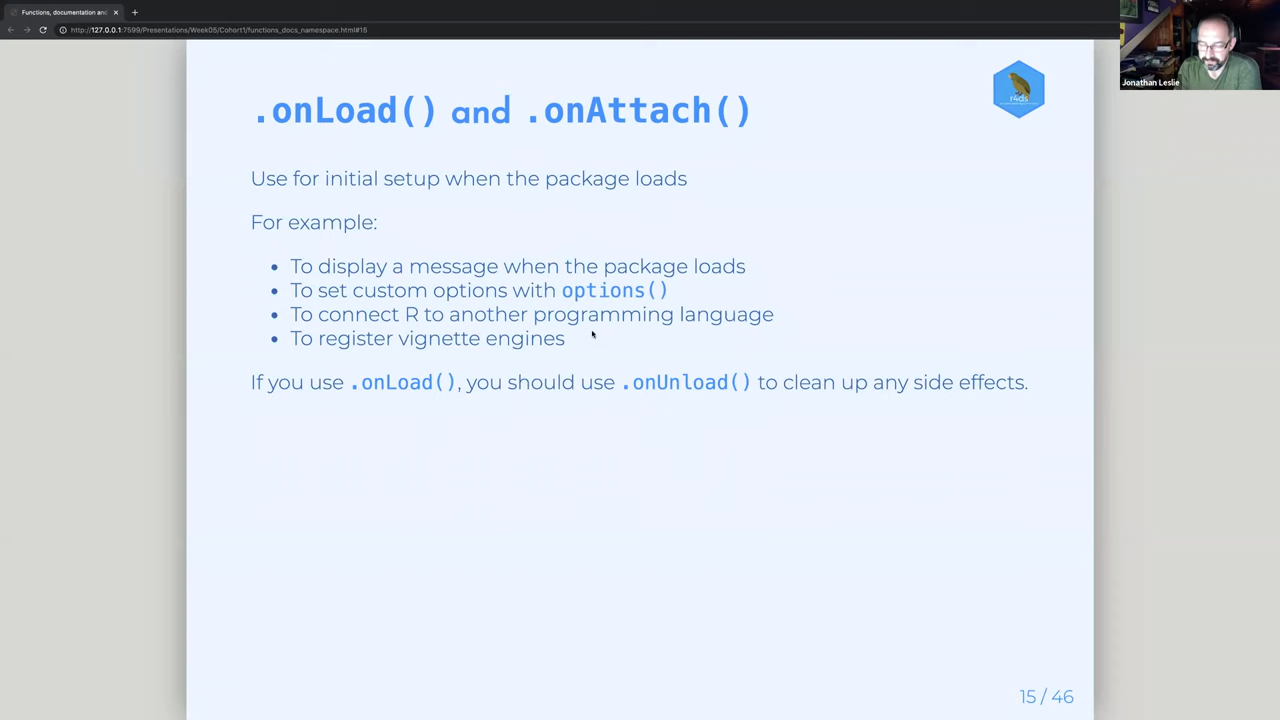 Functions, documentation and
http://127.0.0.1:7599/Presentations/Week05/Cohort1/functions_docs_namespace.html#15
Jonathan Leslie
r4ds
.onLoad() and .onAttach()
Use for initial setup when the package loads
For example:
• To display a message when the package loads
• To set custom options with options()
• To connect R to another programming language
• To register vignette engines
If you use .onLoad(), you should use .onUnload() to clean up any side effects.
15 / 46